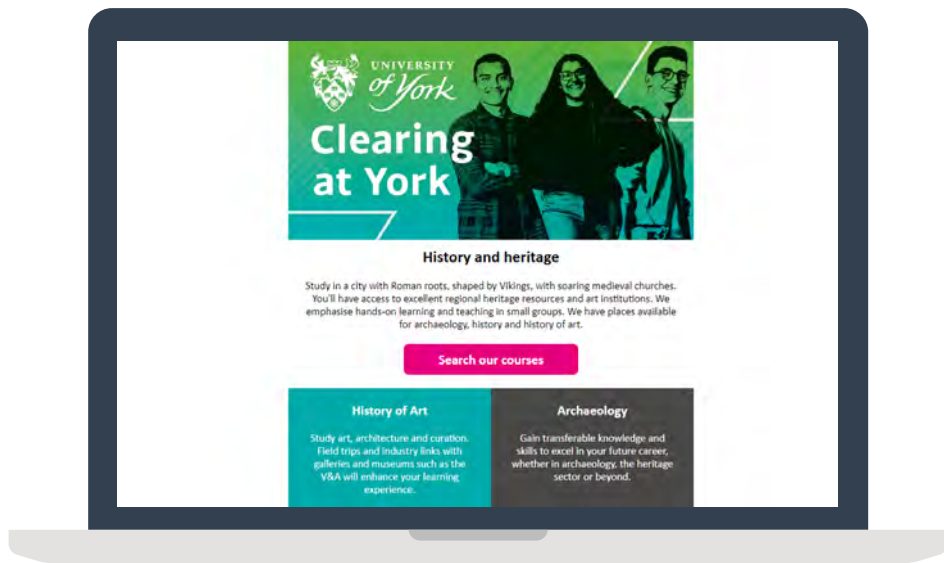 UNIVERSITY
of York
Clearing
at York
History and heritage
Study in a city with Roman roots, shaped by Vikings, with soaring medieval churches.
You'll have access to excellent regional heritage resources and art institutions. We
emphasise hands-on learning and teaching in small groups. We have places available
for archaeology, history and history of art.
Search our courses
History of Art
Study art, architecture and curation.
Field trips and industry links with
galleries and museums such as the
V&A will enhance your learning
experience.
Archaeology
Gain transferable knowledge and
skills to excel in your future career,
whether in archaeology, the heritage
sector or beyond.